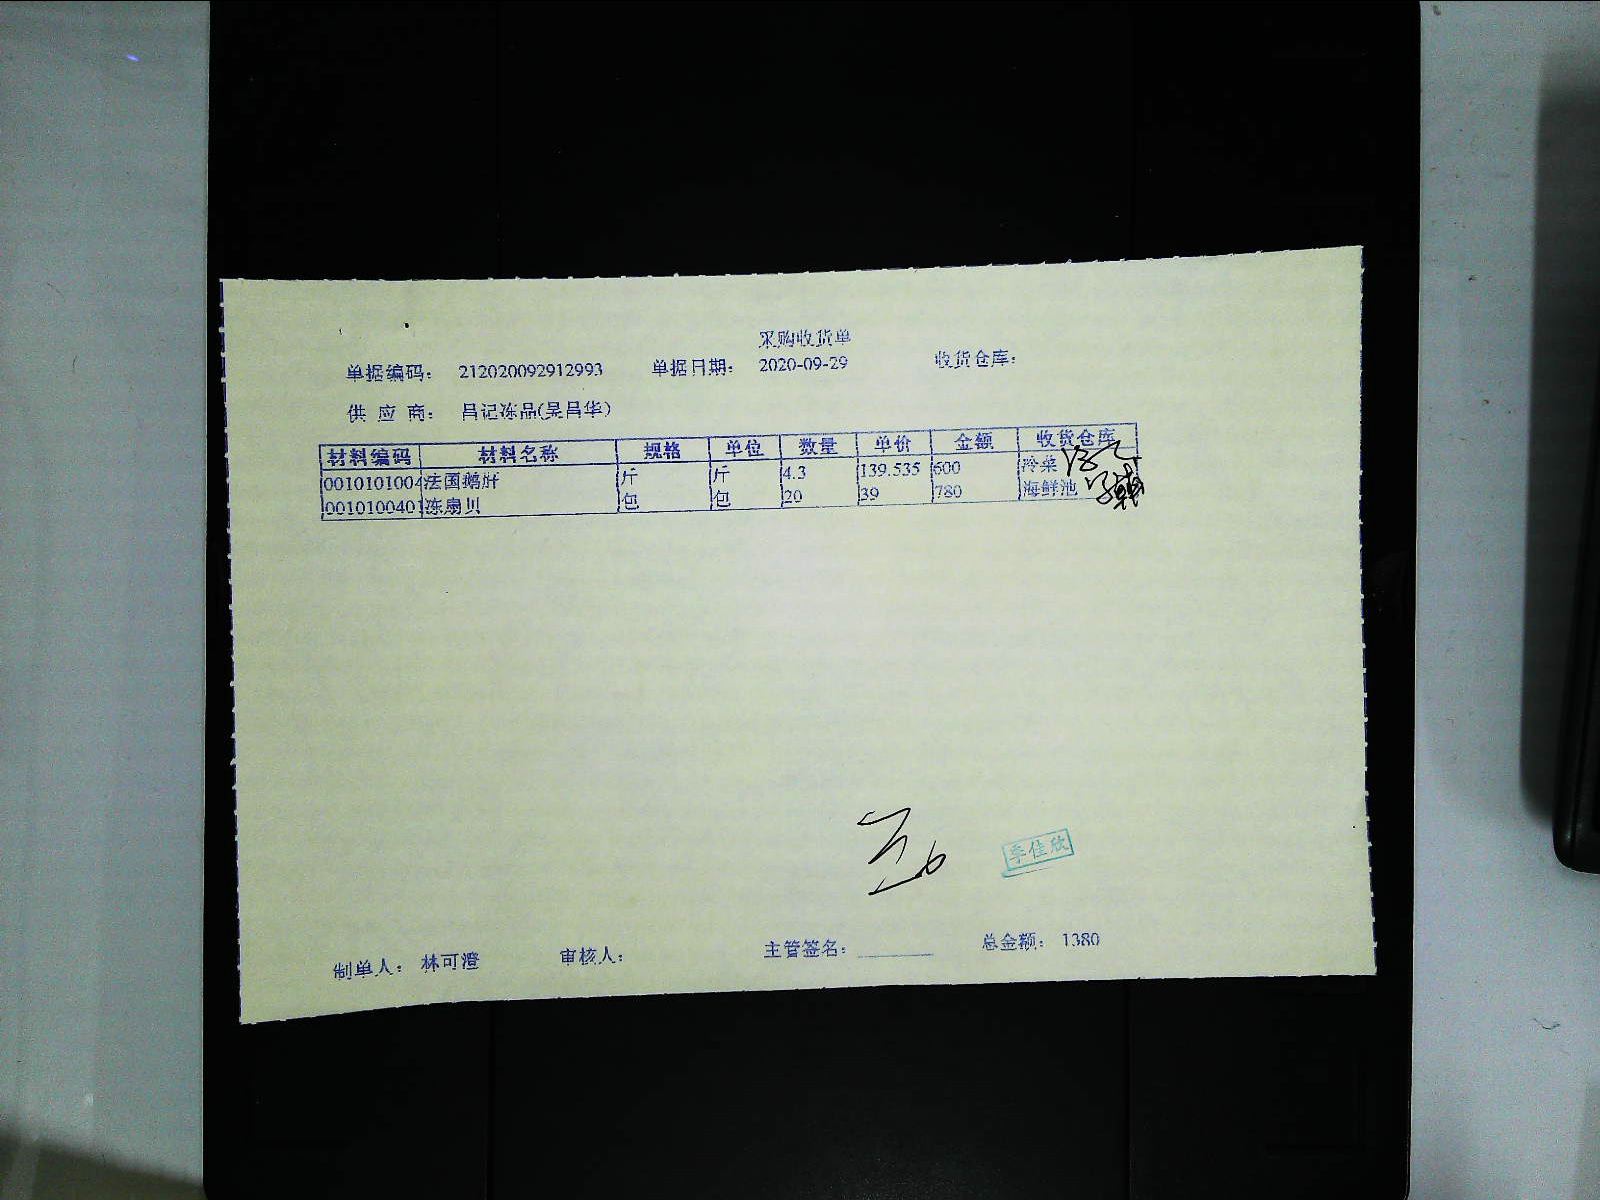 采购收货单
单据编码： 212020092912993 单据日期： 2020-09-29 收货仓库：
供 应 商： 吕记冻品(吴昌华)
材料编码 材料名称 规格 单位 数量 单价 金额 收货仓库
0010101004 法国鹅肝 斤 斤 4.3 139.535 600 冷菜
0010100401 冻扇贝 包 包 20 39 780 海鲜池
李佳欣
制单人： 林可澄 审核人： 主管签名： 总金额： 1380